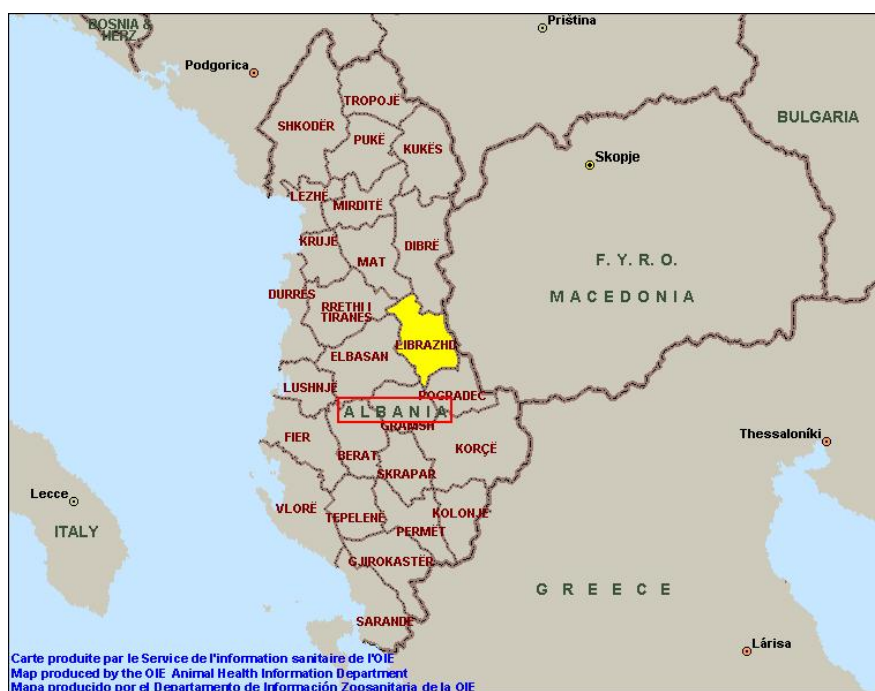 BOSNIA &
HERZ.
Priština
Podgorica
TROPOJË
BULGARIA
SHKODËR
PUKË
KUKËS
Skopje
LEZHË
MIRDITË
KRUJË
DIBRË
MAT
F. Y. R. O.
MACEDONIA
DURRËS
RRETHI I
TIRANËS
LIBRAZHD
ELBASAN
LUSHNJË
POGRADEC
ALBANIA
GRAMSH
FIER
BERAT
KORÇË
Thessaloníki
SKRAPAR
Lecce
VLORË
TEPELENË
KOLONJË
ITALY
PERMËT
GJIROKASTËR
GREECE
SARANDË
Lárisa
Carte produite par le Service de l'information sanitaire de l'OIE
Map produced by the OIE Animal Health Information Department
Mapa producido por el Departamento de Información Zoosanitaria de la OIE